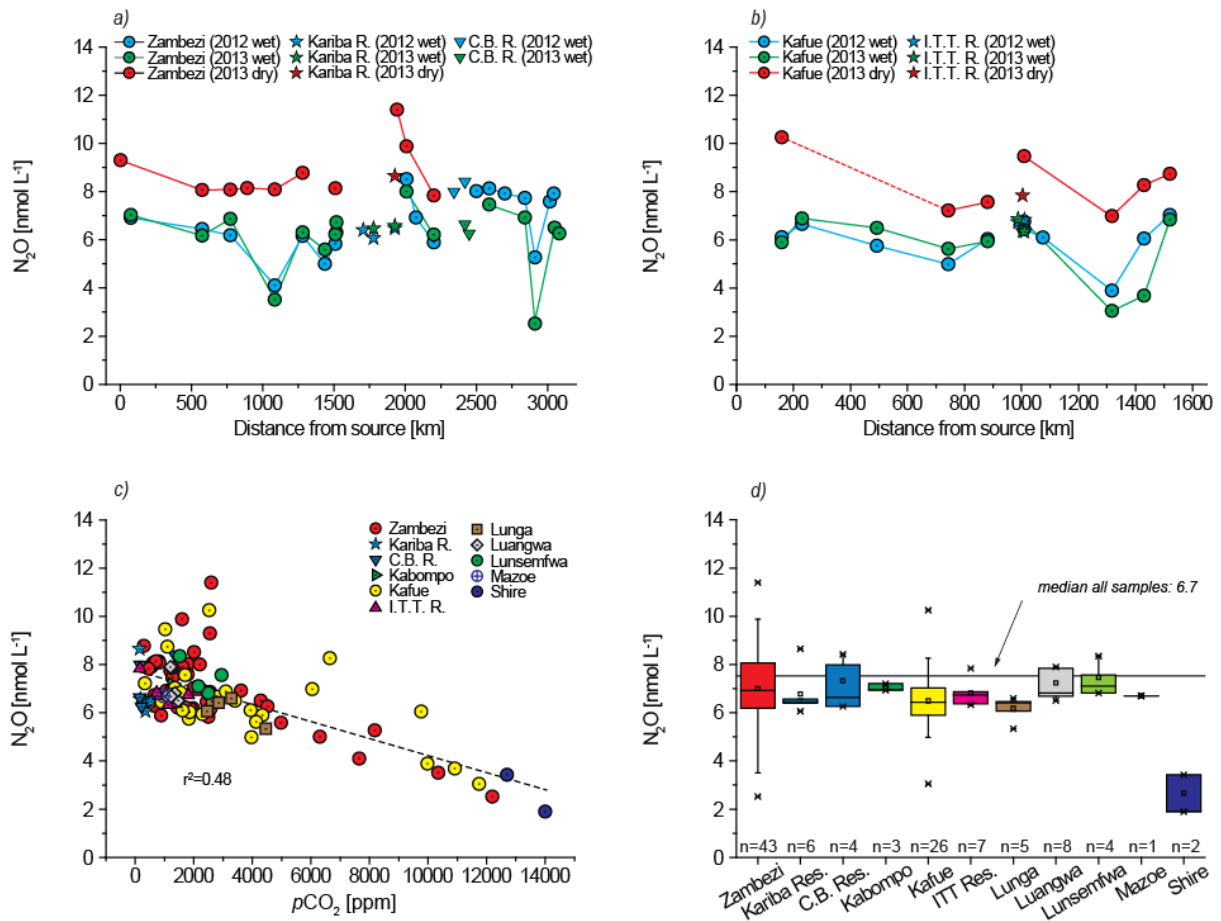 a)
Zambezi (2012 wet) Kariba R. (2012 wet) C.B. R. (2012 wet)
Zambezi (2013 wet) Kariba R. (2013 wet) C.B. R. (2013 wet)
Zambezi (2013 dry) Kariba R. (2013 dry)
14
12
10
8
6
4
2
0
N₂O [nmol L⁻¹]
0 500 1000 1500 2000 2500 3000
Distance from source [km]
b)
Kafue (2012 wet) I.T.T. R. (2012 wet)
Kafue (2013 wet) I.T.T. R. (2013 wet)
Kafue (2013 dry) I.T.T. R. (2013 dry)
14
12
10
8
6
4
2
0
N₂O [nmol L⁻¹]
0 200 400 600 800 1000 1200 1400 1600
Distance from source [km]
c)
Zambezi Lunga
Kariba R. Luangwa
C.B. R. Lunsemfwa
Kabompo Mazoe
Kafue Shire
I.T.T. R.
14
12
10
8
6
4
2
0
N₂O [nmol L⁻¹]
r²=0.48
0 2000 4000 6000 8000 10000 12000 14000
pCO₂ [ppm]
d)
14
12
10
8
6
4
2
0
N₂O [nmol L⁻¹]
median all samples: 6.7
n=43 n=6 n=4 n=3 n=26 n=7 n=5 n=8 n=4 n=1 n=2
Zambezi Kariba Res. C.B. Res. Kabompo Kafue ITT Res. Lunga Luangwa Lunsemfwa Mazoe Shire